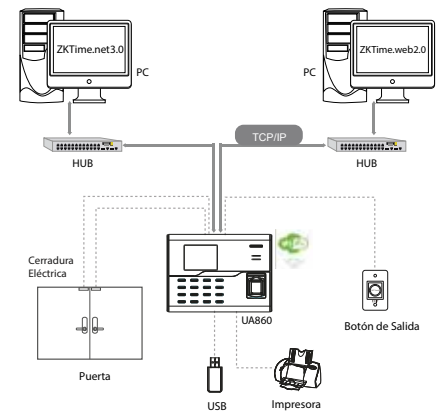 ZKTime.net3.0
ZKTime.web2.0
PC
PC
TCP/IP
HUB
HUB
Cerradura
Eléctrica
UA860
Botón de Salida
Puerta
USB
Impresora